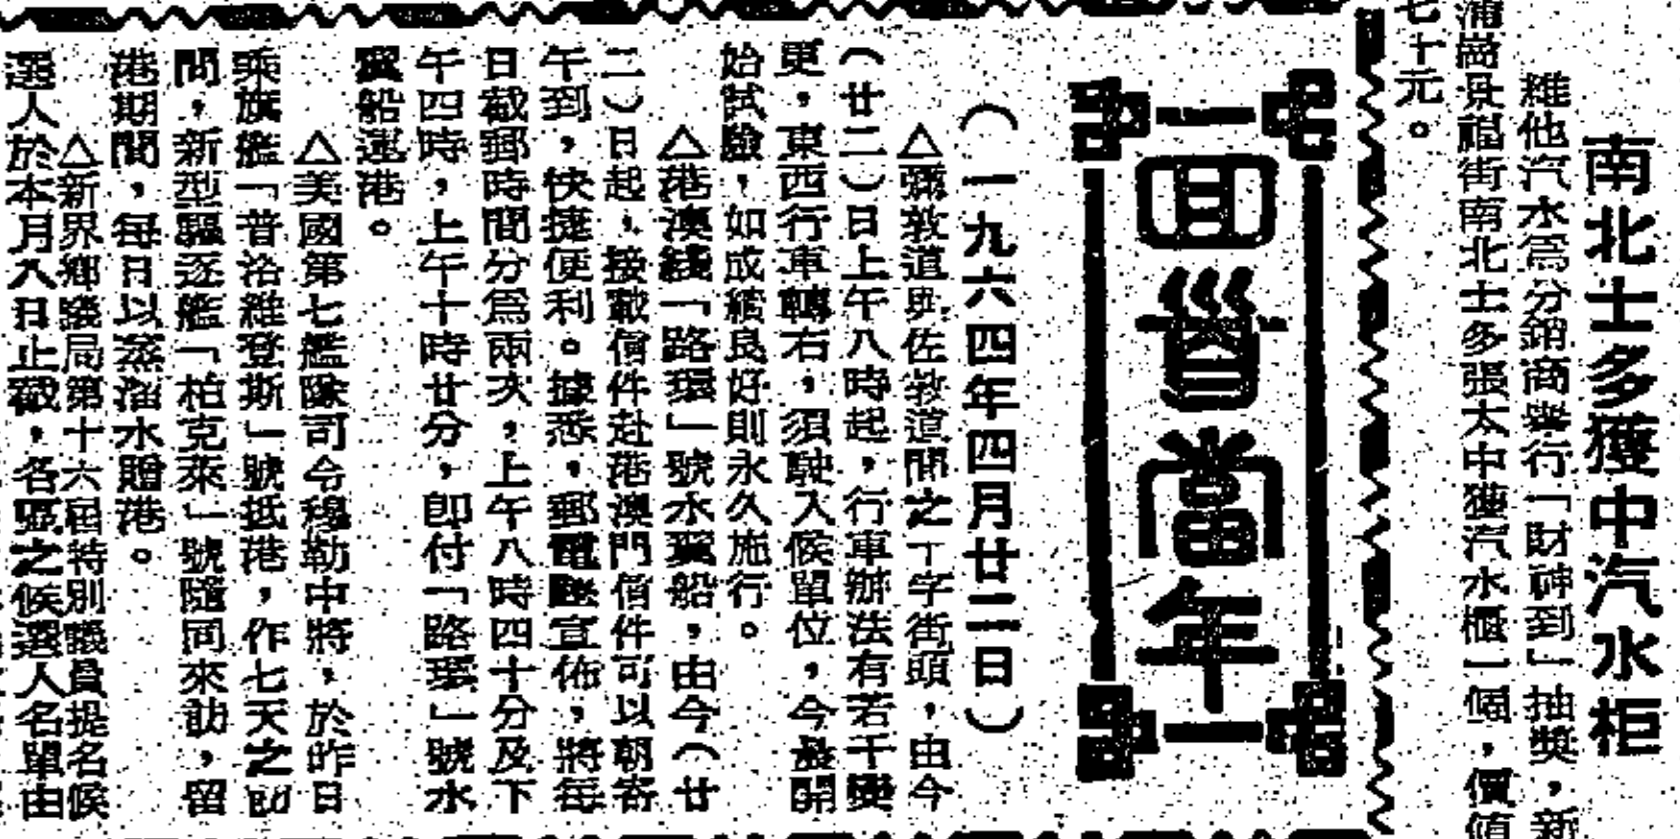 南北士多獲中汽水柜
維他汽水爲分銷商舉行「財神到」抽獎，新
蒲崗景福街南北士多張太中獲汽水櫃一個，價值
七十元。
回首當年
（一九六四年四月廿二日）
△彌敦道與佐敦道間之丁字街頭，由今
（廿二）日上午八時起，行車辦法有若干變
更，東西行車轉右，須駛入候單位，今晨開
始試驗，如成績良好則永久施行。
△港澳綫「路環」號水翼船，由今（廿
二）日起，接載信件赴港澳門信件可以朝寄
午到，快捷便利。據悉，郵電廳宣佈，將每
日截郵時間分爲兩次，上午八時四十分及下
午四時，上午十時廿分，即付「路環」號水
翼船運港。
△美國第七艦隊司令穆勒中將，於昨日
乘旗艦「普洽維登斯」號抵港，作七天之訪
問，新型驅逐艦「柏克來」號隨同來訪，留
港期間，每日以蒸溜水贈港。
△新界鄉議局第十六屆特別議員提名候
選人於本月八日止截，各區之候選人名單由